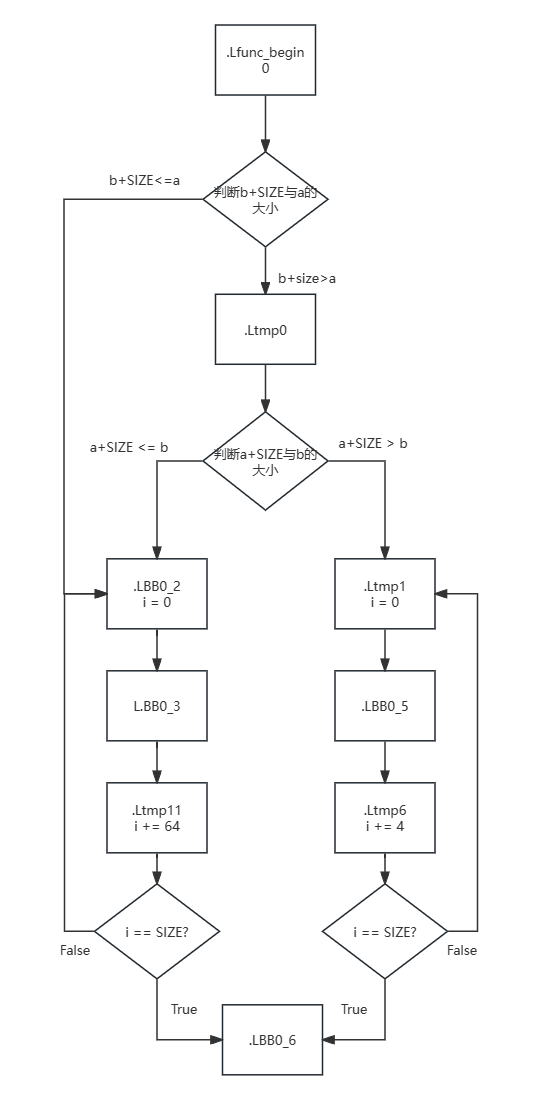 .Lfunc_begin
0
b+SIZE<=a
判断b+SIZE与a的
大小
b+size>a
.Ltmp0
a+SIZE <= b
判断a+SIZE与b的
大小
a+SIZE > b
.LBB0_2
i = 0
.Ltmp1
i = 0
L.BB0_3
.LBB0_5
.Ltmp11
i += 64
.Ltmp6
i += 4
i == SIZE?
i == SIZE?
False
False
True
True
.LBB0_6